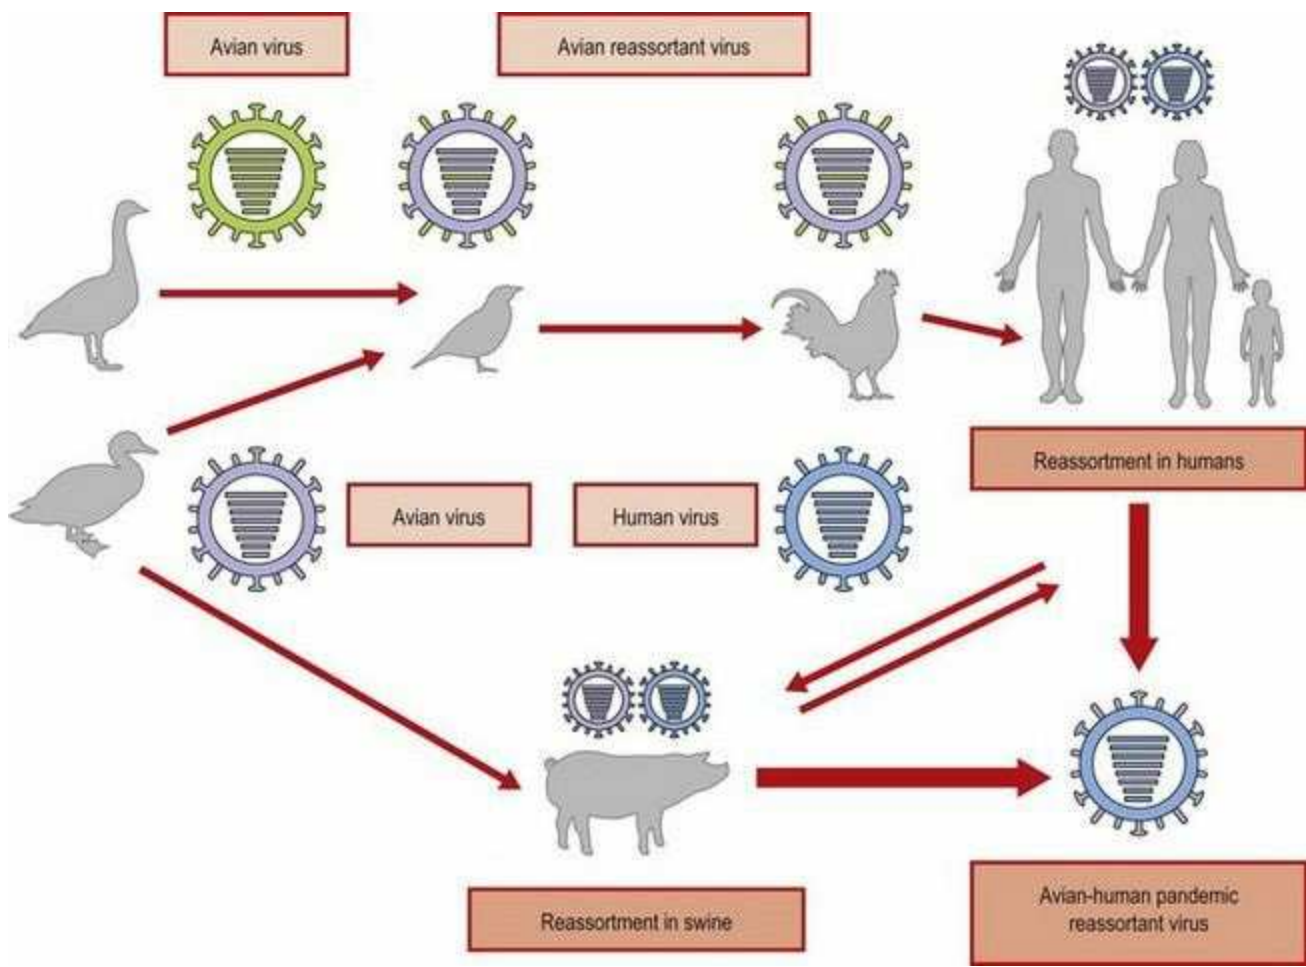 Avian virus
Avian reassortant virus
Reassortment in humans
Avian virus
Human virus
Reassortment in swine
Avian-human pandemic
reassortant virus